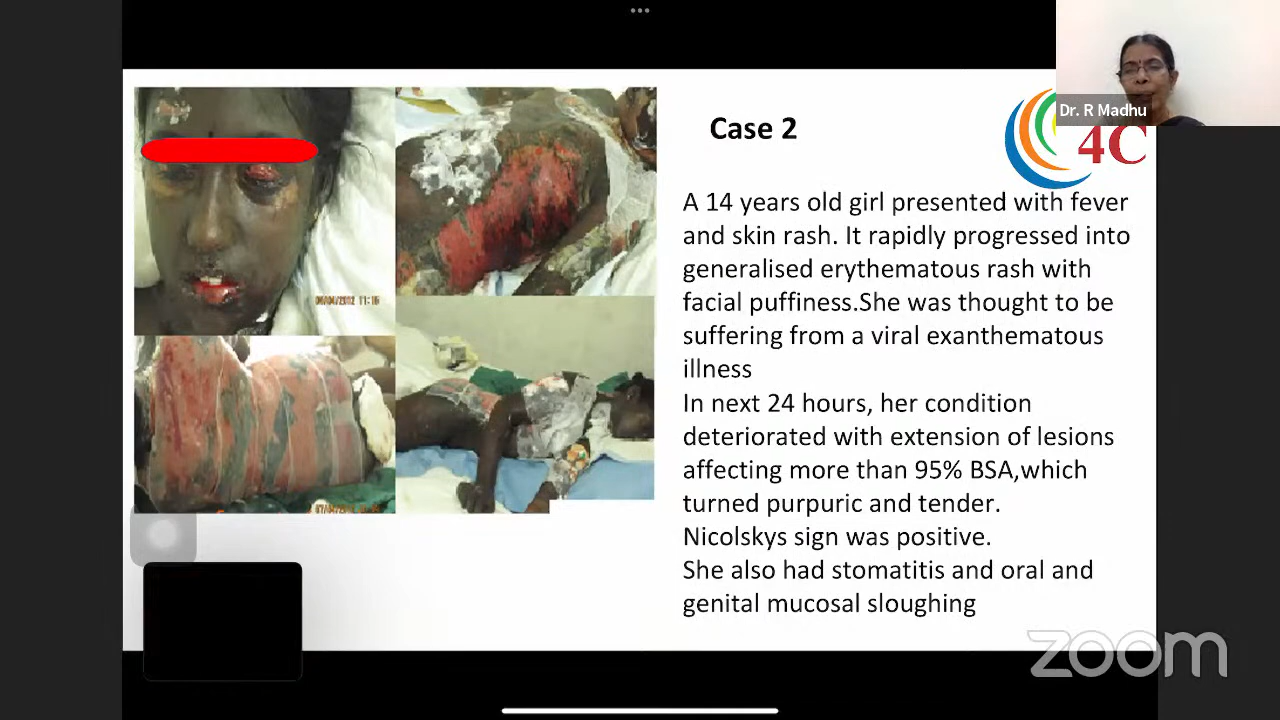 Dr. R Madhu
4C
Case 2
A 14 years old girl presented with fever
and skin rash. It rapidly progressed into
generalised erythematous rash with
facial puffiness.She was thought to be
suffering from a viral exanthematous
illness
In next 24 hours, her condition
deteriorated with extension of lesions
affecting more than 95% BSA,which
turned purpuric and tender.
Nicolskys sign was positive.
She also had stomatitis and oral and
genital mucosal sloughing
zoom